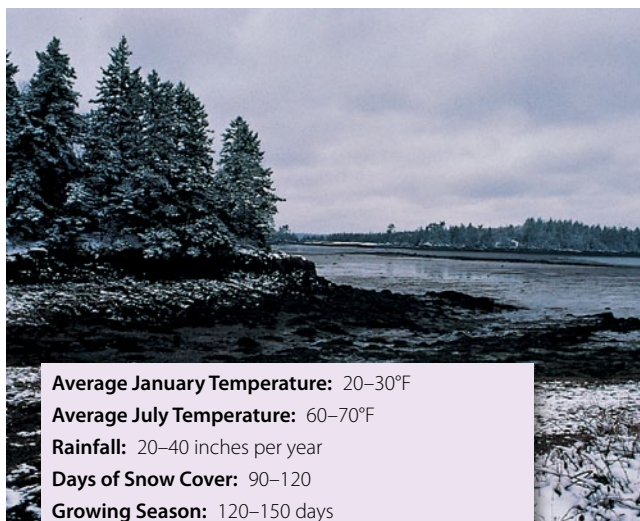 Average January Temperature: 20–30°F
Average July Temperature: 60–70°F
Rainfall: 20–40 inches per year
Days of Snow Cover: 90–120
Growing Season: 120–150 days